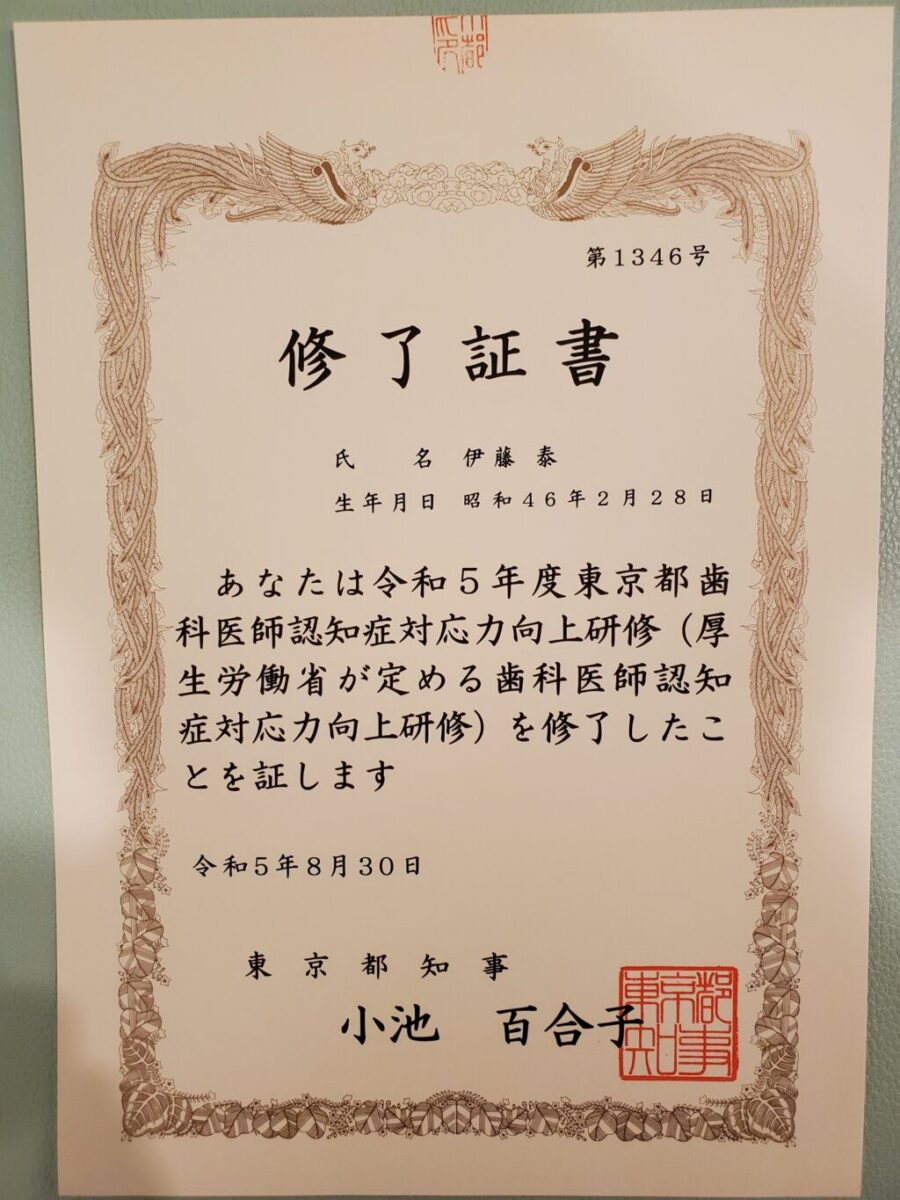 第1346号
修了証書
氏　名　伊藤　泰
生年月日　昭和46年2月28日
あなたは令和5年度東京都歯
科医師認知症対応力向上研修（厚
生労働省が定める歯科医師認知
症対応力向上研修）を修了したこ
とを証します
令和5年8月30日
東京都知事
小池　百合子
東京都
知事